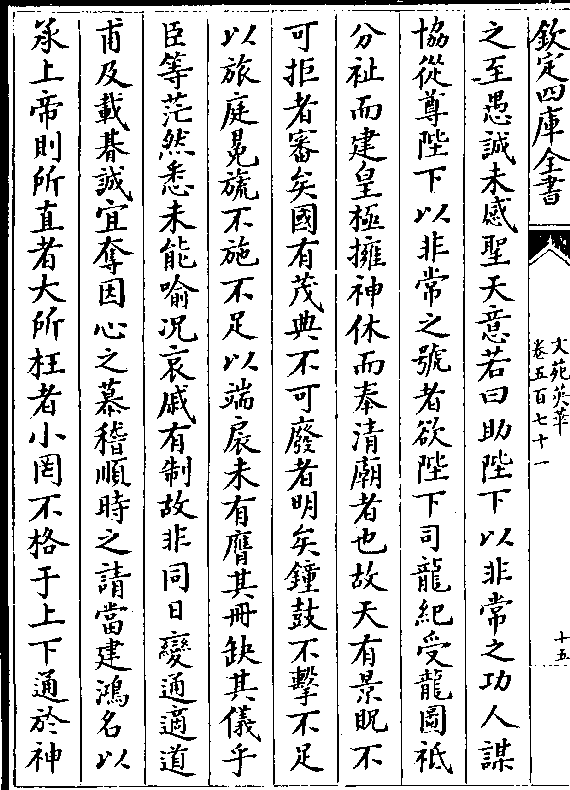 欽定四庫全書
文苑英華
卷五百七十一
十五
之至愚誠未感聖天意若曰助陛下以非常之功人謀
協從尊陛下以非常之號者欲陛下司龍紀受龍圖祗
分祉而建皇極擁神休而奉清廟者也故天有景貺不
可拒者審矣國有茂典不可廢者明矣鐘鼓不擊不足
以旅庭冕旒不施不足以端扆未有膺其冊缺其儀乎
臣等茫然悉未能喻况哀戚有制故非同日變通適道
甫及載朞誠宜奪因心之慕稽順時之請當建鴻名以
承上帝則所直者大所枉者小罔不格于上下通於神